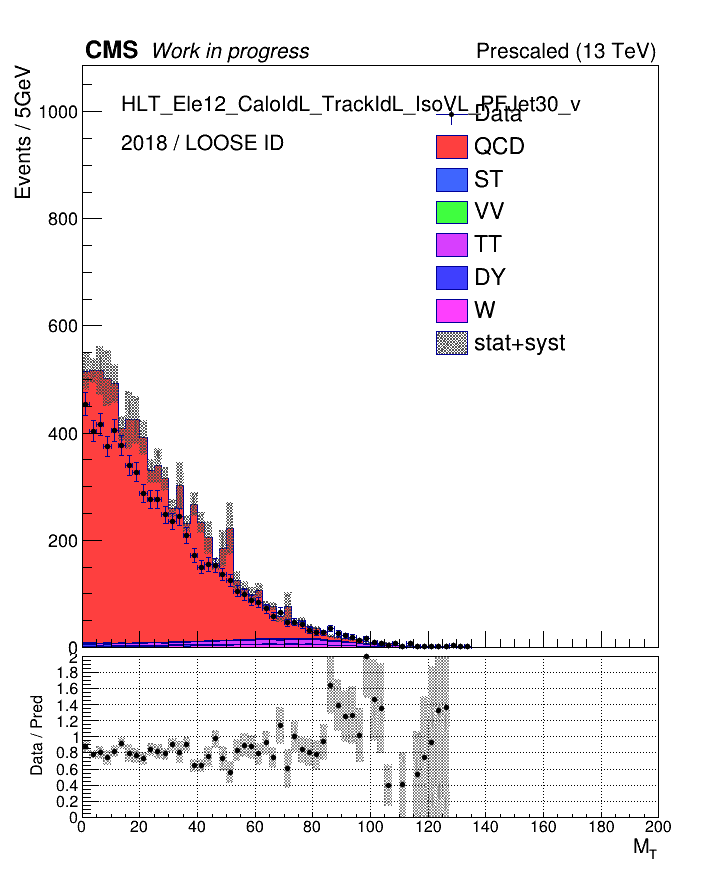 CMS Work in progress Prescaled (13 TeV)
Events / 5GeV
1000
800
600
400
200
0
HLT_Ele12_CaloIdL_TrackIdL_IsoVL_PFJet30_v
2018 / LOOSE ID
Data
QCD
ST
VV
TT
DY
W
stat+syst
Data / Pred
2
1.8
1.6
1.4
1.2
1
0.8
0.6
0.4
0.2
0
0 20 40 60 80 100 120 140 160 180 200
M_T